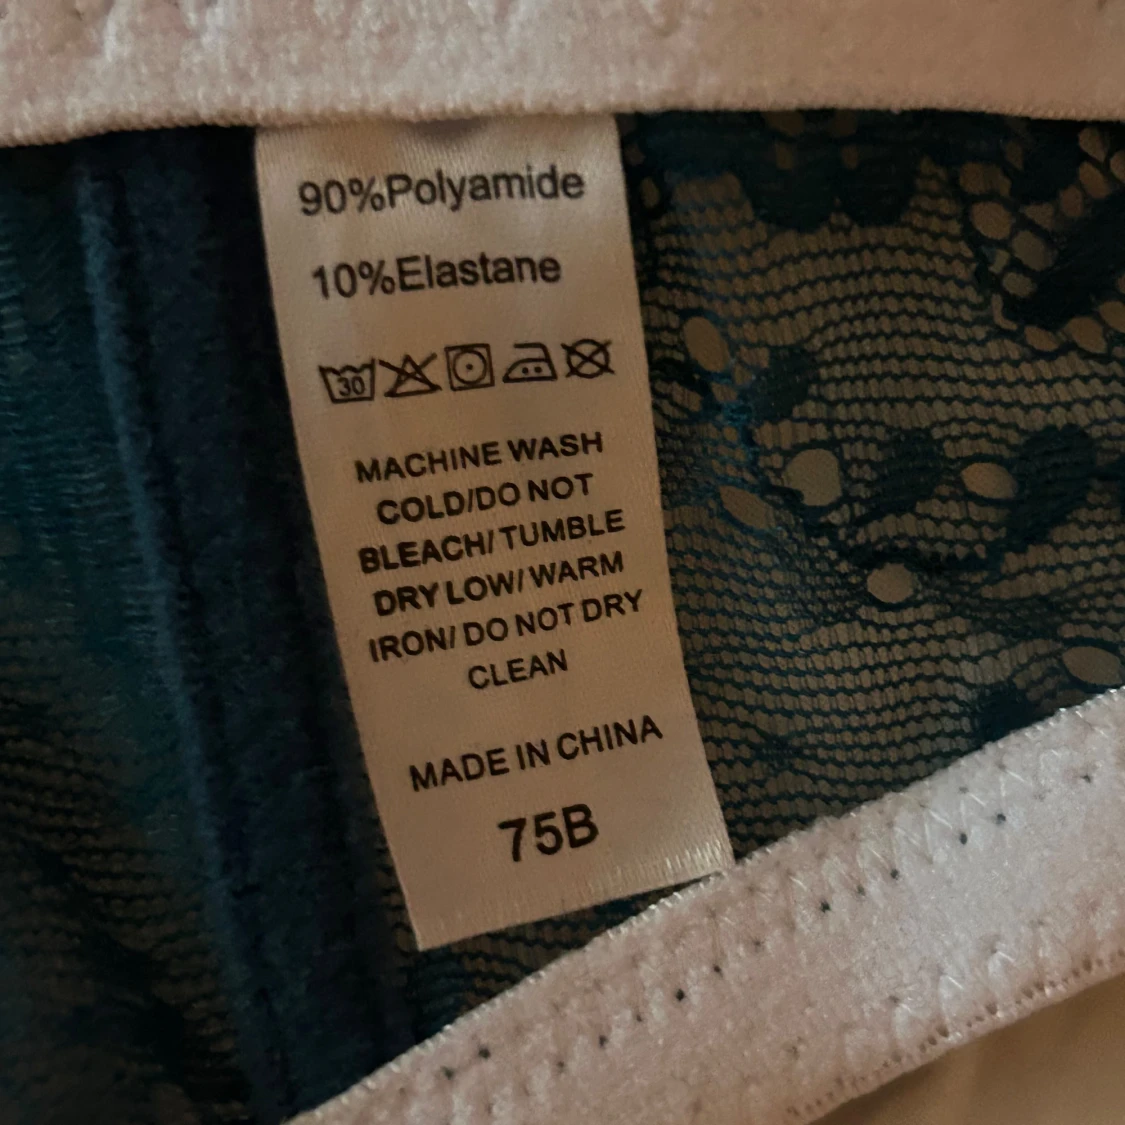 90%Polyamide
10%Elastane
30
MACHINE WASH
COLD/DO NOT
BLEACH/ TUMBLE
DRY LOW/ WARM
IRON/ DO NOT DRY
CLEAN
MADE IN CHINA
75B